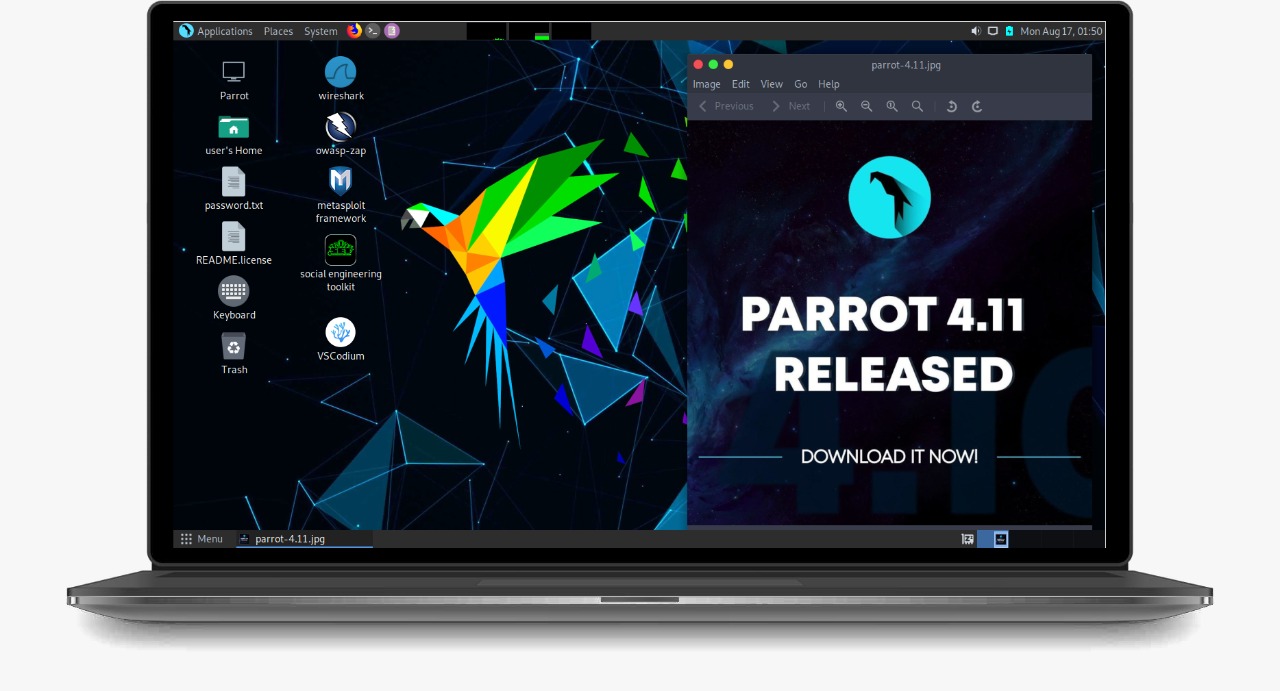 Applications Places System
Mon Aug 17, 01:50
Parrot
wireshark
user's Home
owasp-zap
password.txt
metasploit
framework
README.license
social engineering
toolkit
Keyboard
VSCodium
Trash
parrot-4.11.jpg
Image Edit View Go Help
Previous Next
PARROT 4.11
RELEASED
4.10
DOWNLOAD IT NOW!
Menu parrot-4.11.jpg